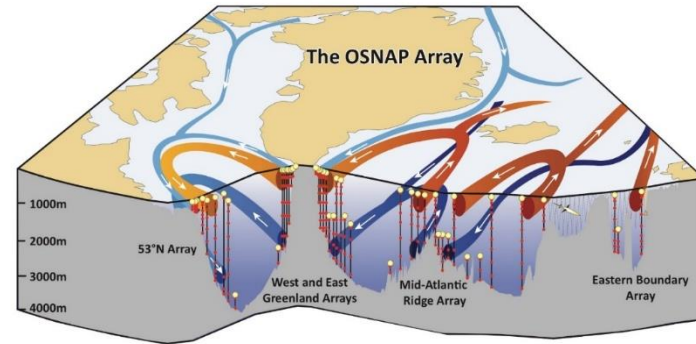 The OSNAP Array
1000m
2000m
3000m
4000m
53°N Array
West and East
Greenland Arrays
Mid-Atlantic
Ridge Array
Eastern Boundary
Array